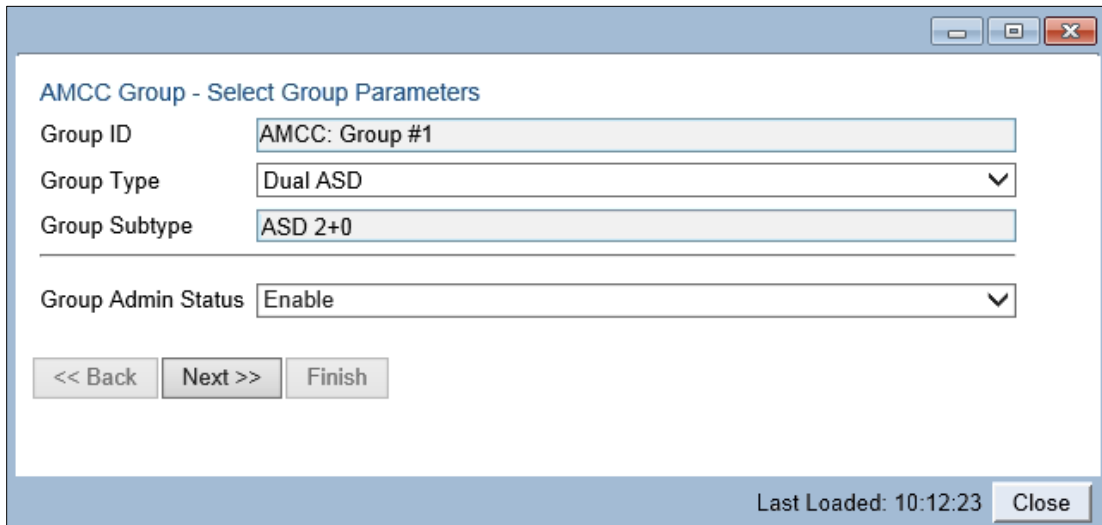 AMCC Group - Select Group Parameters
Group ID AMCC: Group #1
Group Type Dual ASD
Group Subtype ASD 2+0
Group Admin Status Enable
<< Back Next >> Finish
Last Loaded: 10:12:23 Close